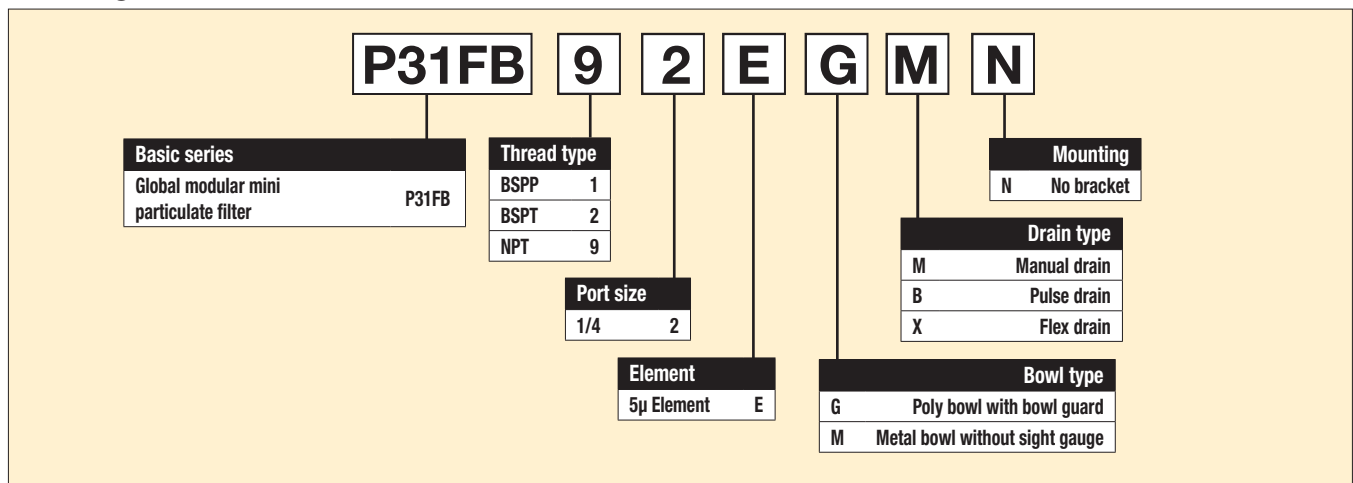 P31FB 9 2 E G M N
Basic series
Global modular mini
particulate filter P31FB
Thread type
BSPP 1
BSPT 2
NPT 9
Port size
1/4 2
Element
5µ Element E
Mounting
N No bracket
Drain type
M Manual drain
B Pulse drain
X Flex drain
Bowl type
G Poly bowl with bowl guard
M Metal bowl without sight gauge